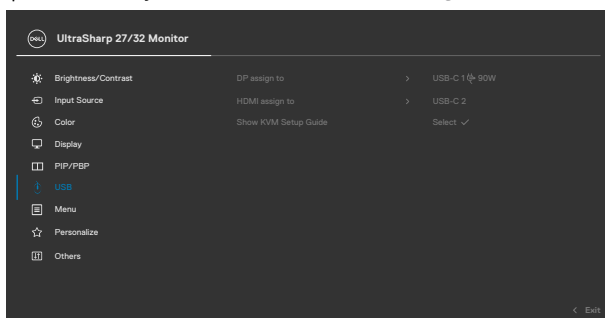 DELL
UltraSharp 27/32 Monitor
Brightness/Contrast
DP assign to > USB-C 1 90W
Input Source
HDMI assign to > USB-C 2
Color
Show KVM Setup Guide Select ✓
Display
PIP/PBP
USB
Menu
Personalize
Others
< Exit